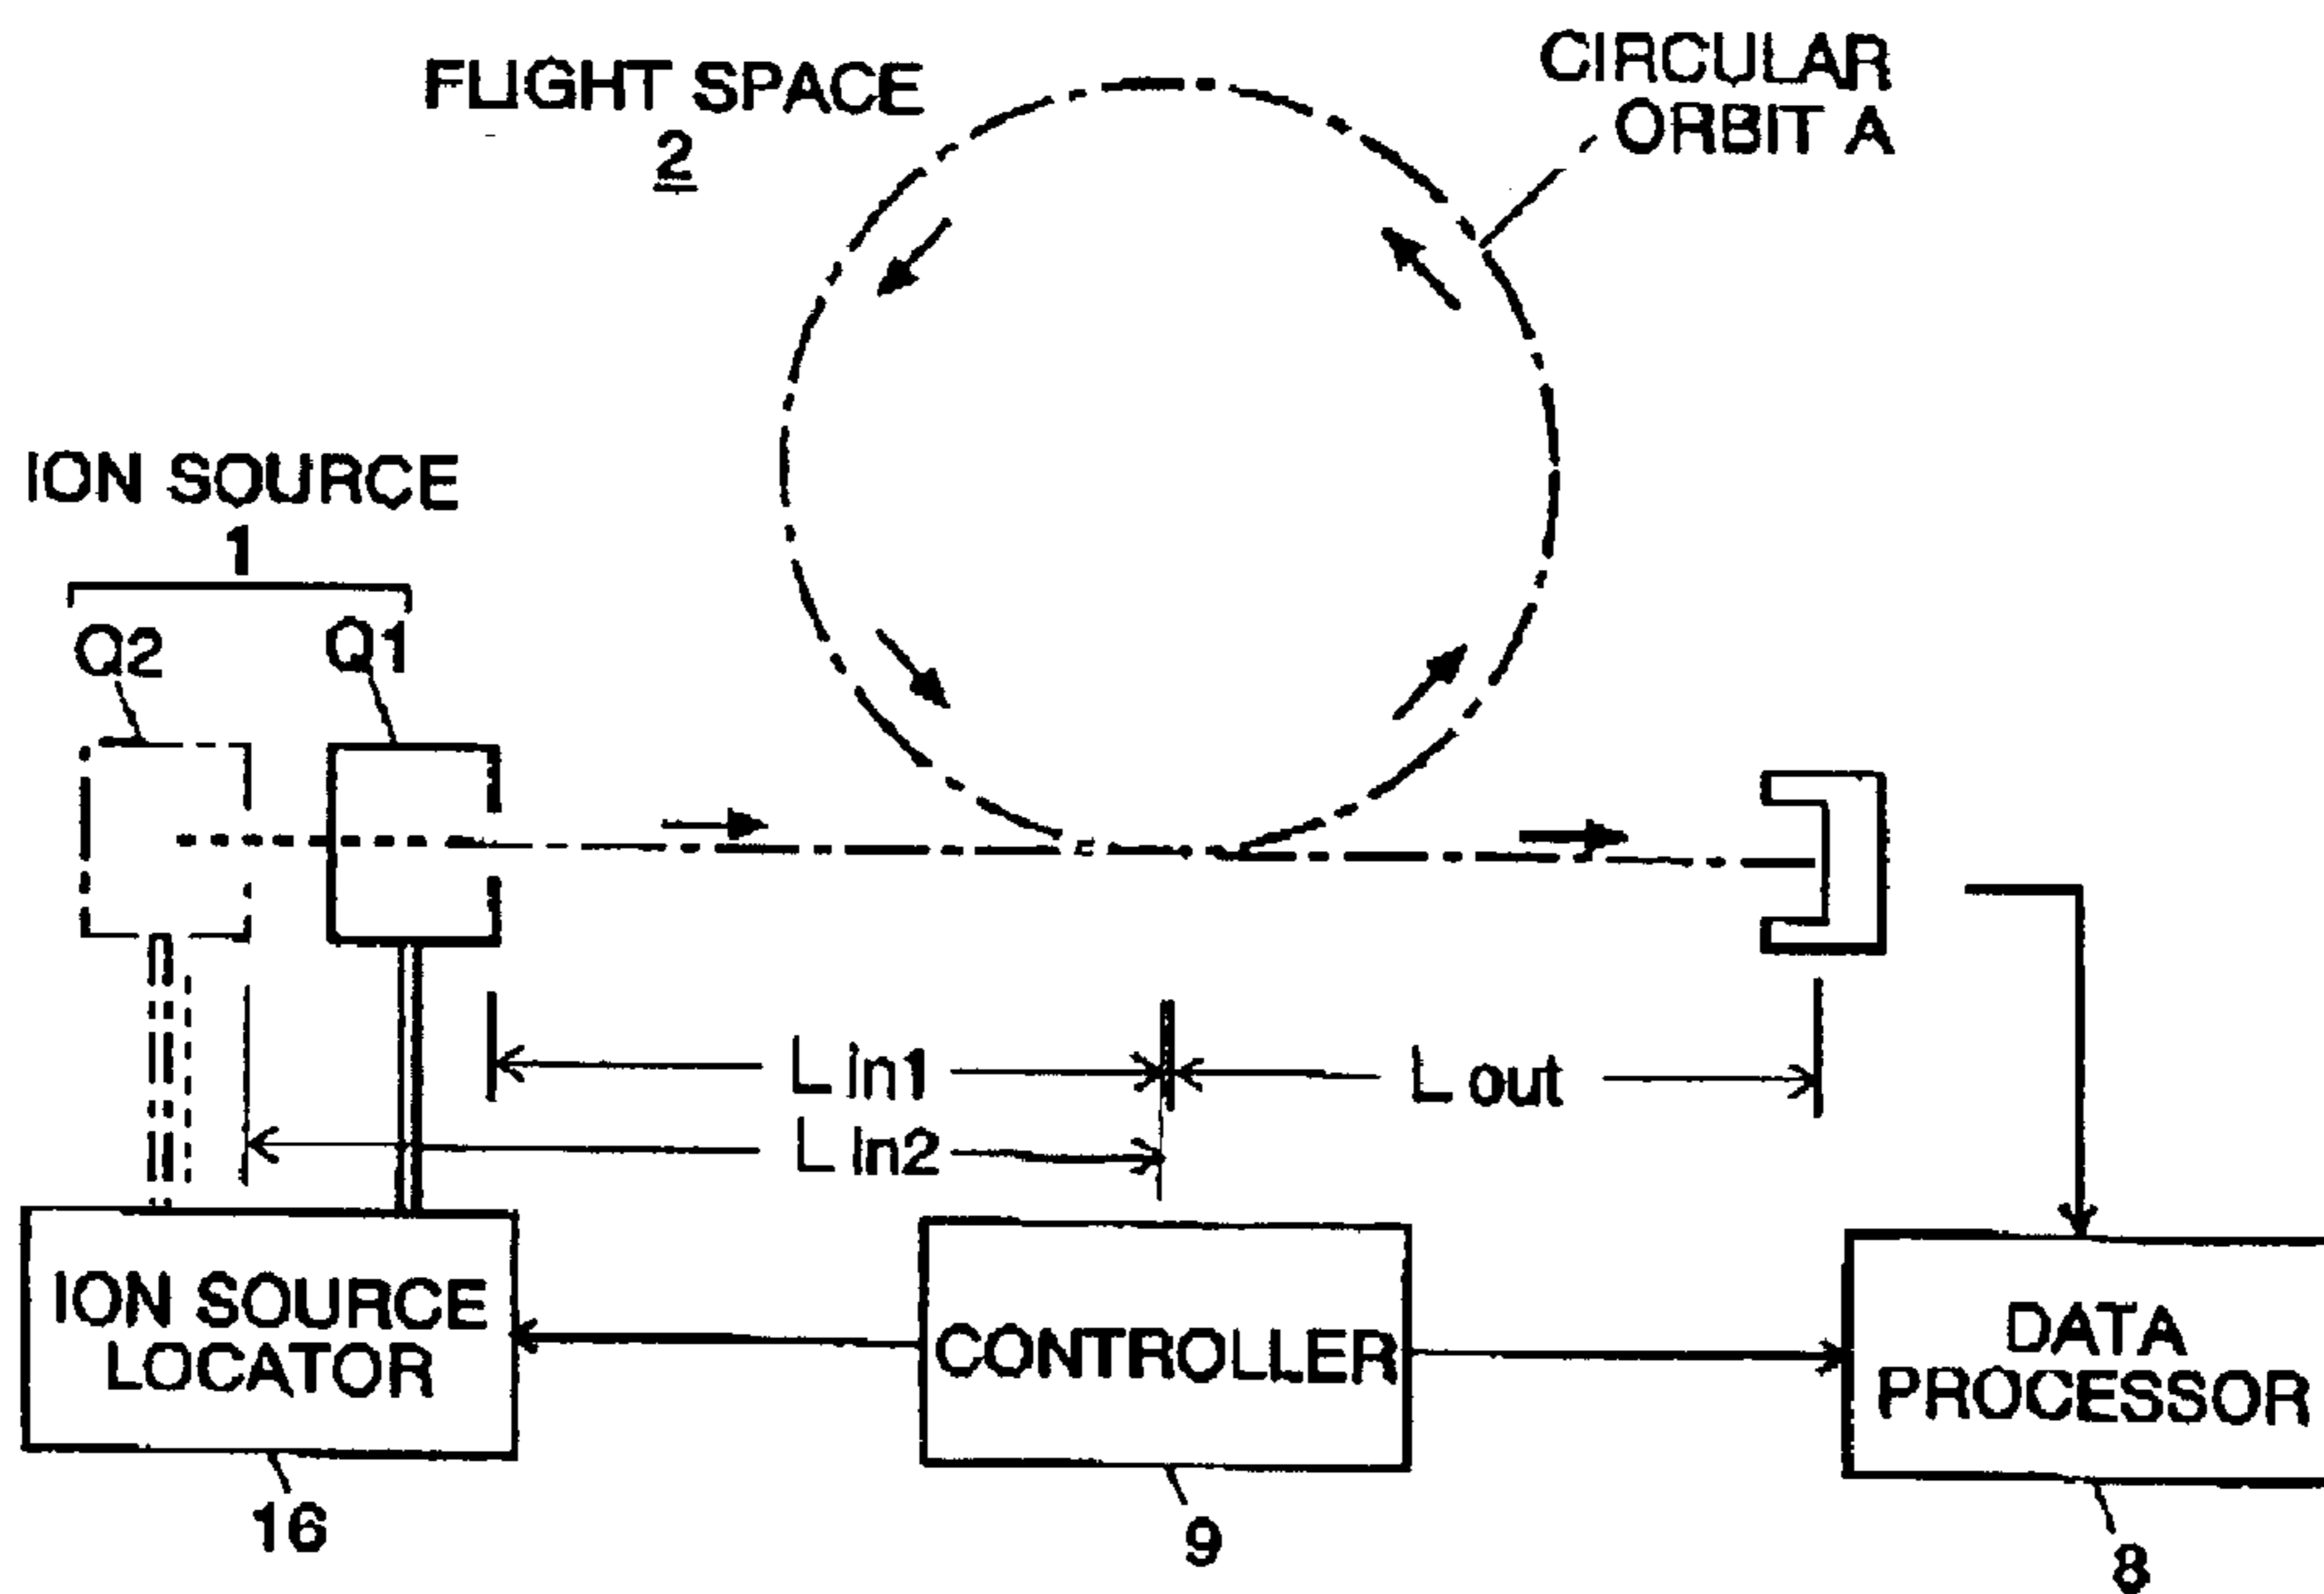 FLIGHT SPACE
2
CIRCULAR
ORBIT A
ION SOURCE
1
Q2
Q1
L in1
L out
L in2
ION SOURCE
LOCATOR
CONTROLLER
DATA
PROCESSOR
16
9
8